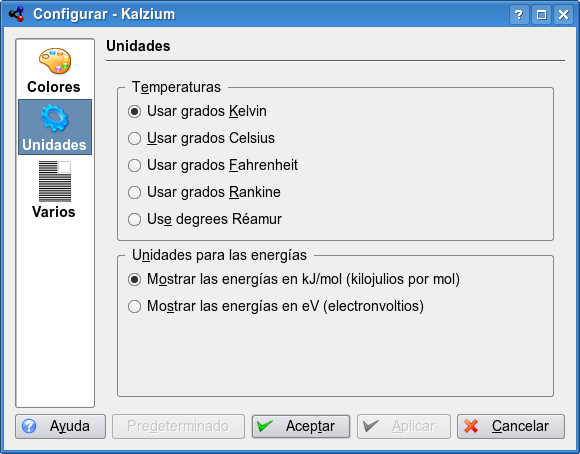 Configurar - Kalzium
Colores
Unidades
Varios
Unidades
Temperaturas
Usar grados Kelvin
Usar grados Celsius
Usar grados Fahrenheit
Usar grados Rankine
Use degrees Réamur
Unidades para las energías
Mostrar las energías en kJ/mol (kilojulios por mol)
Mostrar las energías en eV (electronvoltios)
Ayuda
Predeterminado
Aceptar
Aplicar
Cancelar